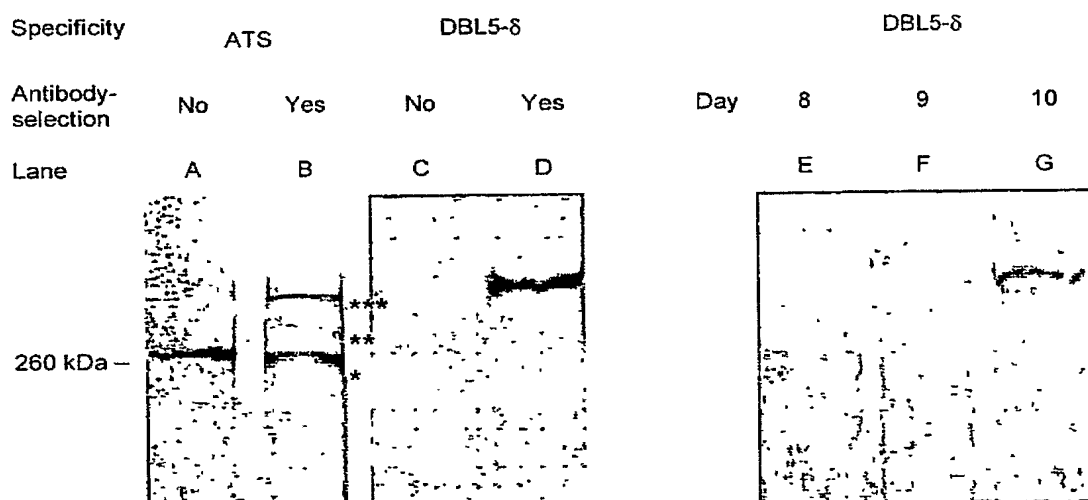 Specificity ATS DBL5-δ DBL5-δ
Antibody-selection No Yes No Yes Day 8 9 10
Lane A B C D E F G
***
**
260 kDa –
*